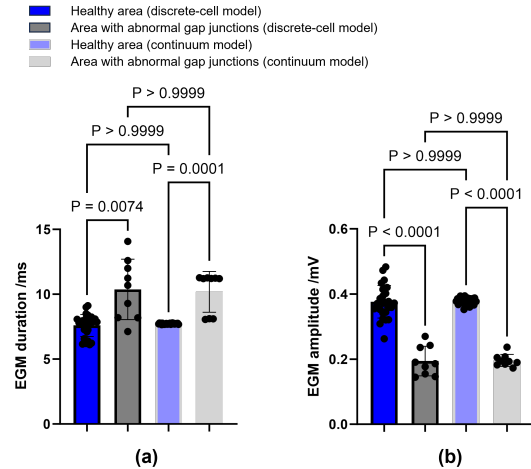 Healthy area (discrete-cell model)
Area with abnormal gap junctions (discrete-cell model)
Healthy area (continuum model)
Area with abnormal gap junctions (continuum model)
P > 0.9999
P > 0.9999
P = 0.0001
P = 0.0074
15
10
5
0
EGM duration /ms
(a)
P > 0.9999
P > 0.9999
P < 0.0001
P < 0.0001
0.6
0.4
0.2
0.0
EGM amplitude /mV
(b)